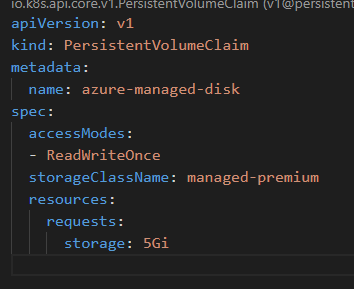 io.k8s.api.core.v1.PersistentVolumeClaim (v1@persistent
apiVersion: v1
kind: PersistentVolumeClaim
metadata:
  name: azure-managed-disk
spec:
  accessModes:
  - ReadWriteOnce
  storageClassName: managed-premium
  resources:
    requests:
      storage: 5Gi